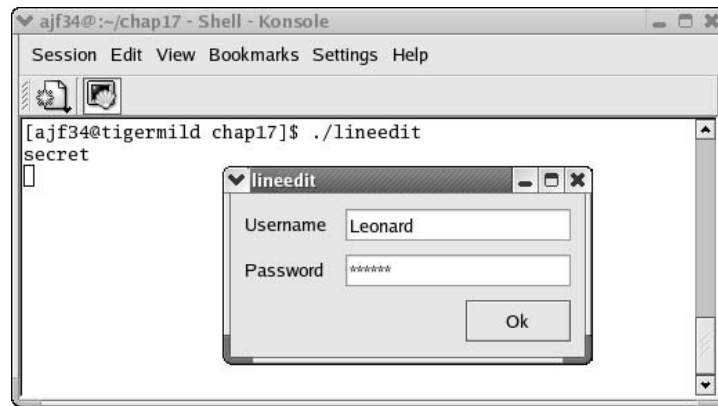 ajf34@:~/chap17 - Shell - Konsole
Session Edit View Bookmarks Settings Help
[ajf34@tigermild chap17]$ ./lineedit
secret
lineedit
Username Leonard
Password ******
Ok